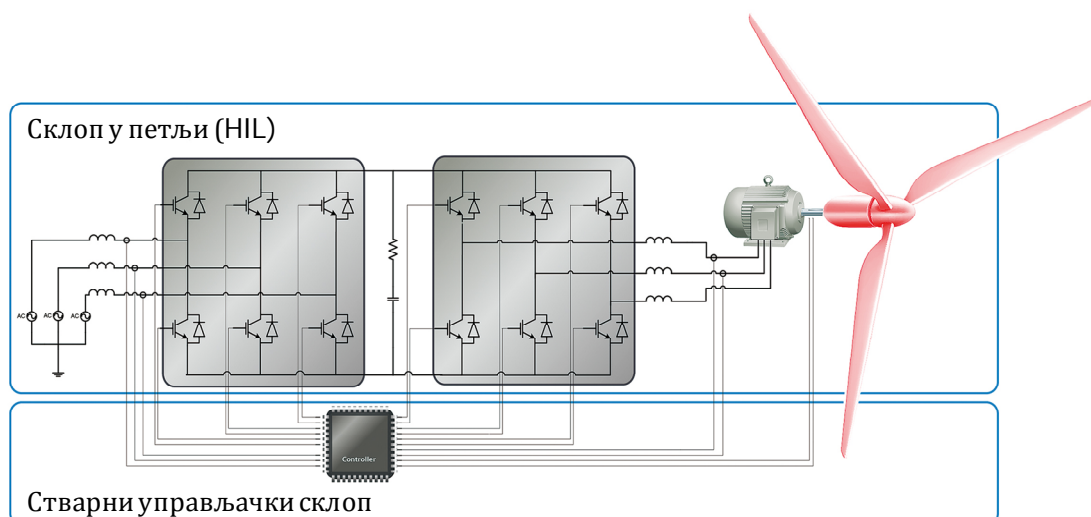 Склоп у петљи (HIL)
AC AC AC
Controller
Стварни управљачки склоп